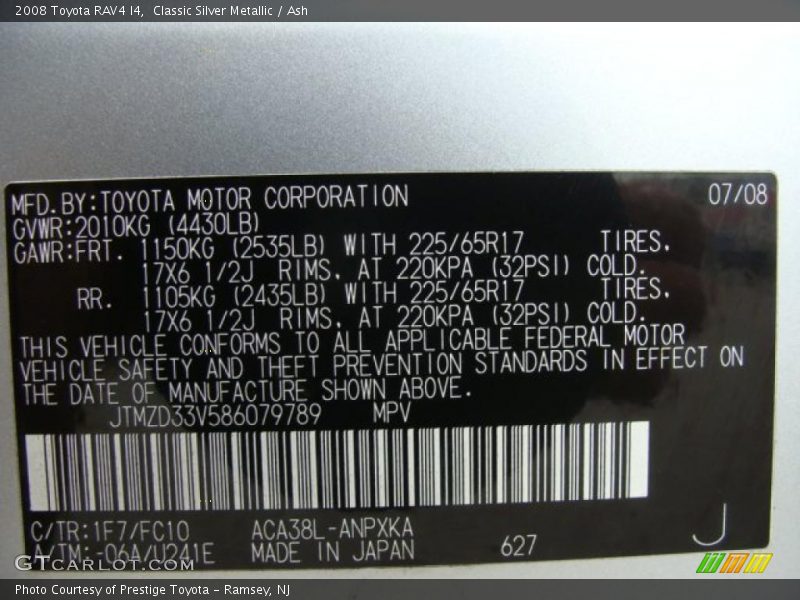 2008 Toyota RAV4 I4,  Classic Silver Metallic / Ash
MFD. BY:TOYOTA MOTOR CORPORATION 07/08
GVWR:2010KG (4430LB)
GAWR:FRT. 1150KG (2535LB) WITH 225/65R17 TIRES.
17X6 1/2J RIMS. AT 220KPA (32PSI) COLD.
RR. 1105KG (2435LB) WITH 225/65R17 TIRES.
17X6 1/2J RIMS. AT 220KPA (32PSI) COLD.
THIS VEHICLE CONFORMS TO ALL APPLICABLE FEDERAL MOTOR
VEHICLE SAFETY AND THEFT PREVENTION STANDARDS IN EFFECT ON
THE DATE OF MANUFACTURE SHOWN ABOVE.
JTMZD33V586079789 MPV
C/TR:1F7/FC10 ACA38L-ANPXKA
A/TM:-06A/U241E MADE IN JAPAN 627 J
GTCarlot.com
Photo Courtesy of Prestige Toyota - Ramsey, NJ